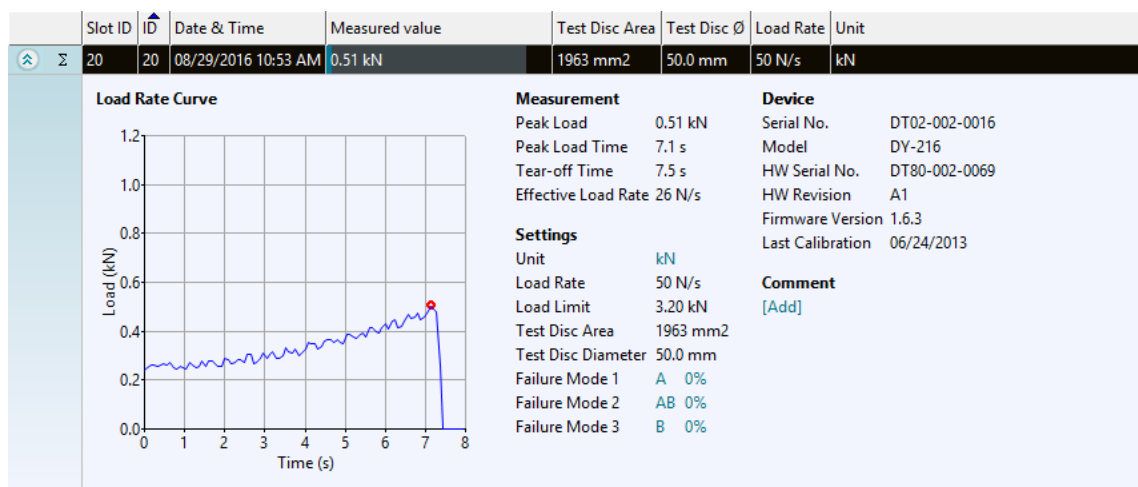 Slot ID ID Date & Time Measured value Test Disc Area Test Disc Ø Load Rate Unit
Σ 20 20 08/29/2016 10:53 AM 0.51 kN 1963 mm2 50.0 mm 50 N/s kN
Load Rate Curve
1.2
1.0
0.8
0.6
0.4
0.2
0.0
Load (kN)
0 1 2 3 4 5 6 7 8
Time (s)
Measurement
Peak Load 0.51 kN
Peak Load Time 7.1 s
Tear-off Time 7.5 s
Effective Load Rate 26 N/s
Settings
Unit kN
Load Rate 50 N/s
Load Limit 3.20 kN
Test Disc Area 1963 mm2
Test Disc Diameter 50.0 mm
Failure Mode 1 A 0%
Failure Mode 2 AB 0%
Failure Mode 3 B 0%
Device
Serial No. DT02-002-0016
Model DY-216
HW Serial No. DT80-002-0069
HW Revision A1
Firmware Version 1.6.3
Last Calibration 06/24/2013
Comment
[Add]